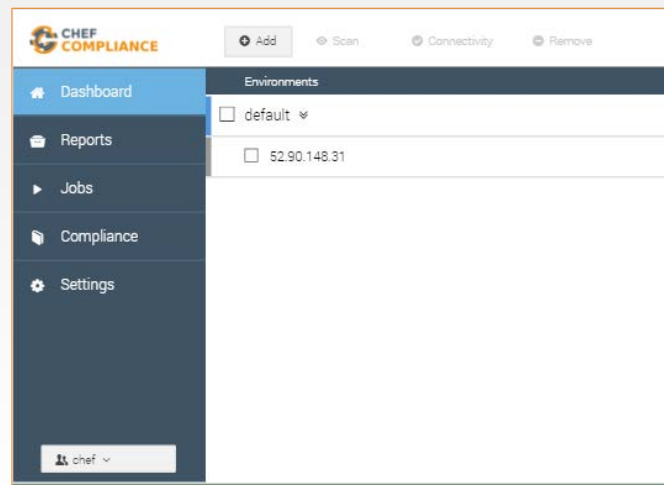 CHEF
COMPLIANCE
Add Scan Connectivity Remove
Dashboard
Environments
default
Reports
52.90.148.31
Jobs
Compliance
Settings
chef